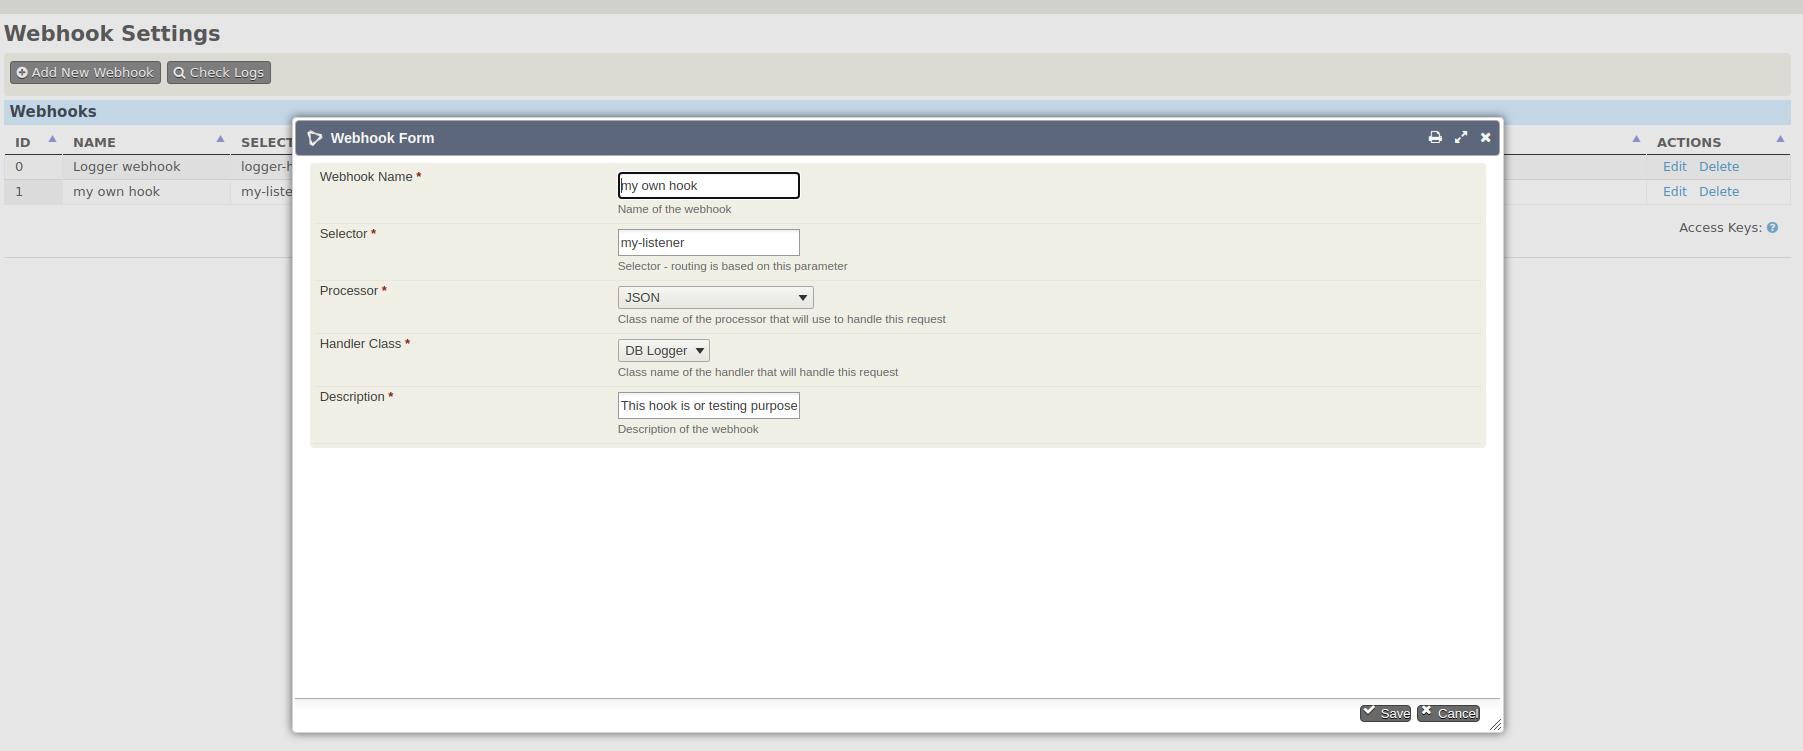 Webhook Settings
Add New Webhook Check Logs
Webhooks
ID NAME SELECT ACTIONS
0 Logger webhook logger-h Edit Delete
1 my own hook my-liste Edit Delete
Access Keys: ?
Webhook Form
Webhook Name *
my own hook
Name of the webhook
Selector *
my-listener
Selector - routing is based on this parameter
Processor *
JSON
Class name of the processor that will use to handle this request
Handler Class *
DB Logger
Class name of the handler that will handle this request
Description *
This hook is or testing purpose
Description of the webhook
Save Cancel